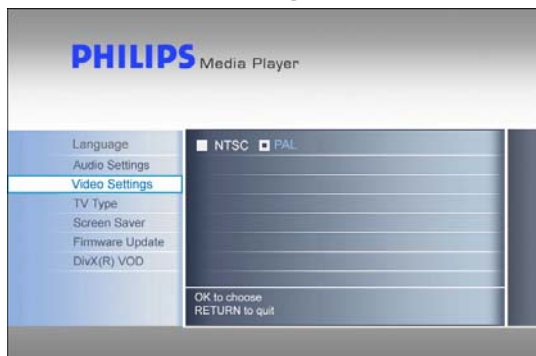 PHILIPS Media Player
Language
Audio Settings
Video Settings
TV Type
Screen Saver
Firmware Update
DivX(R) VOD
NTSC PAL
OK to choose
RETURN to quit